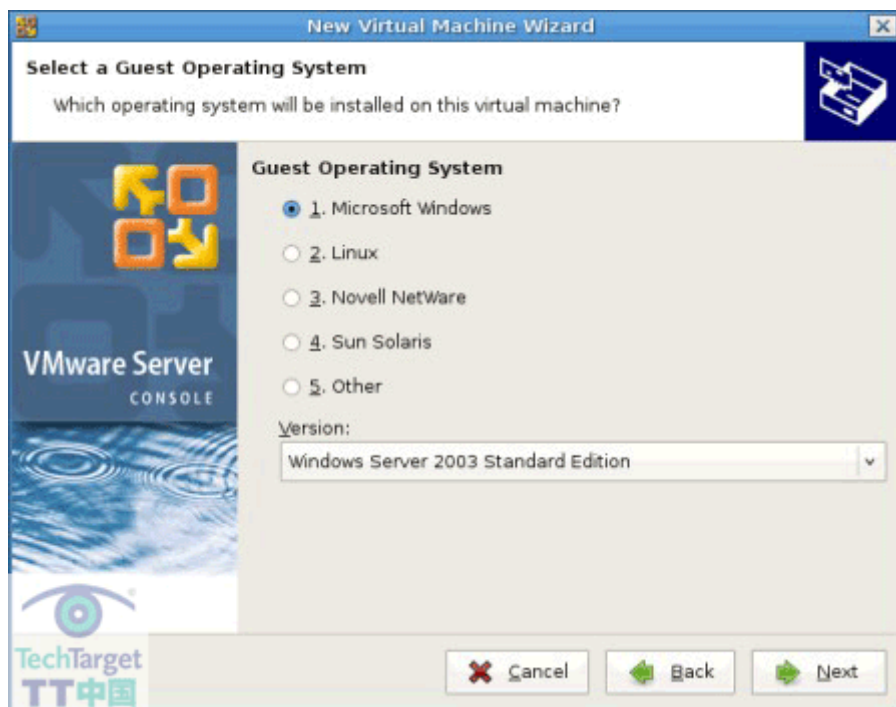 New Virtual Machine Wizard
Select a Guest Operating System
Which operating system will be installed on this virtual machine?
VMware Server
CONSOLE
Guest Operating System
1. Microsoft Windows
2. Linux
3. Novell NetWare
4. Sun Solaris
5. Other
Version:
Windows Server 2003 Standard Edition
TechTarget
TT中国
Cancel
Back
Next